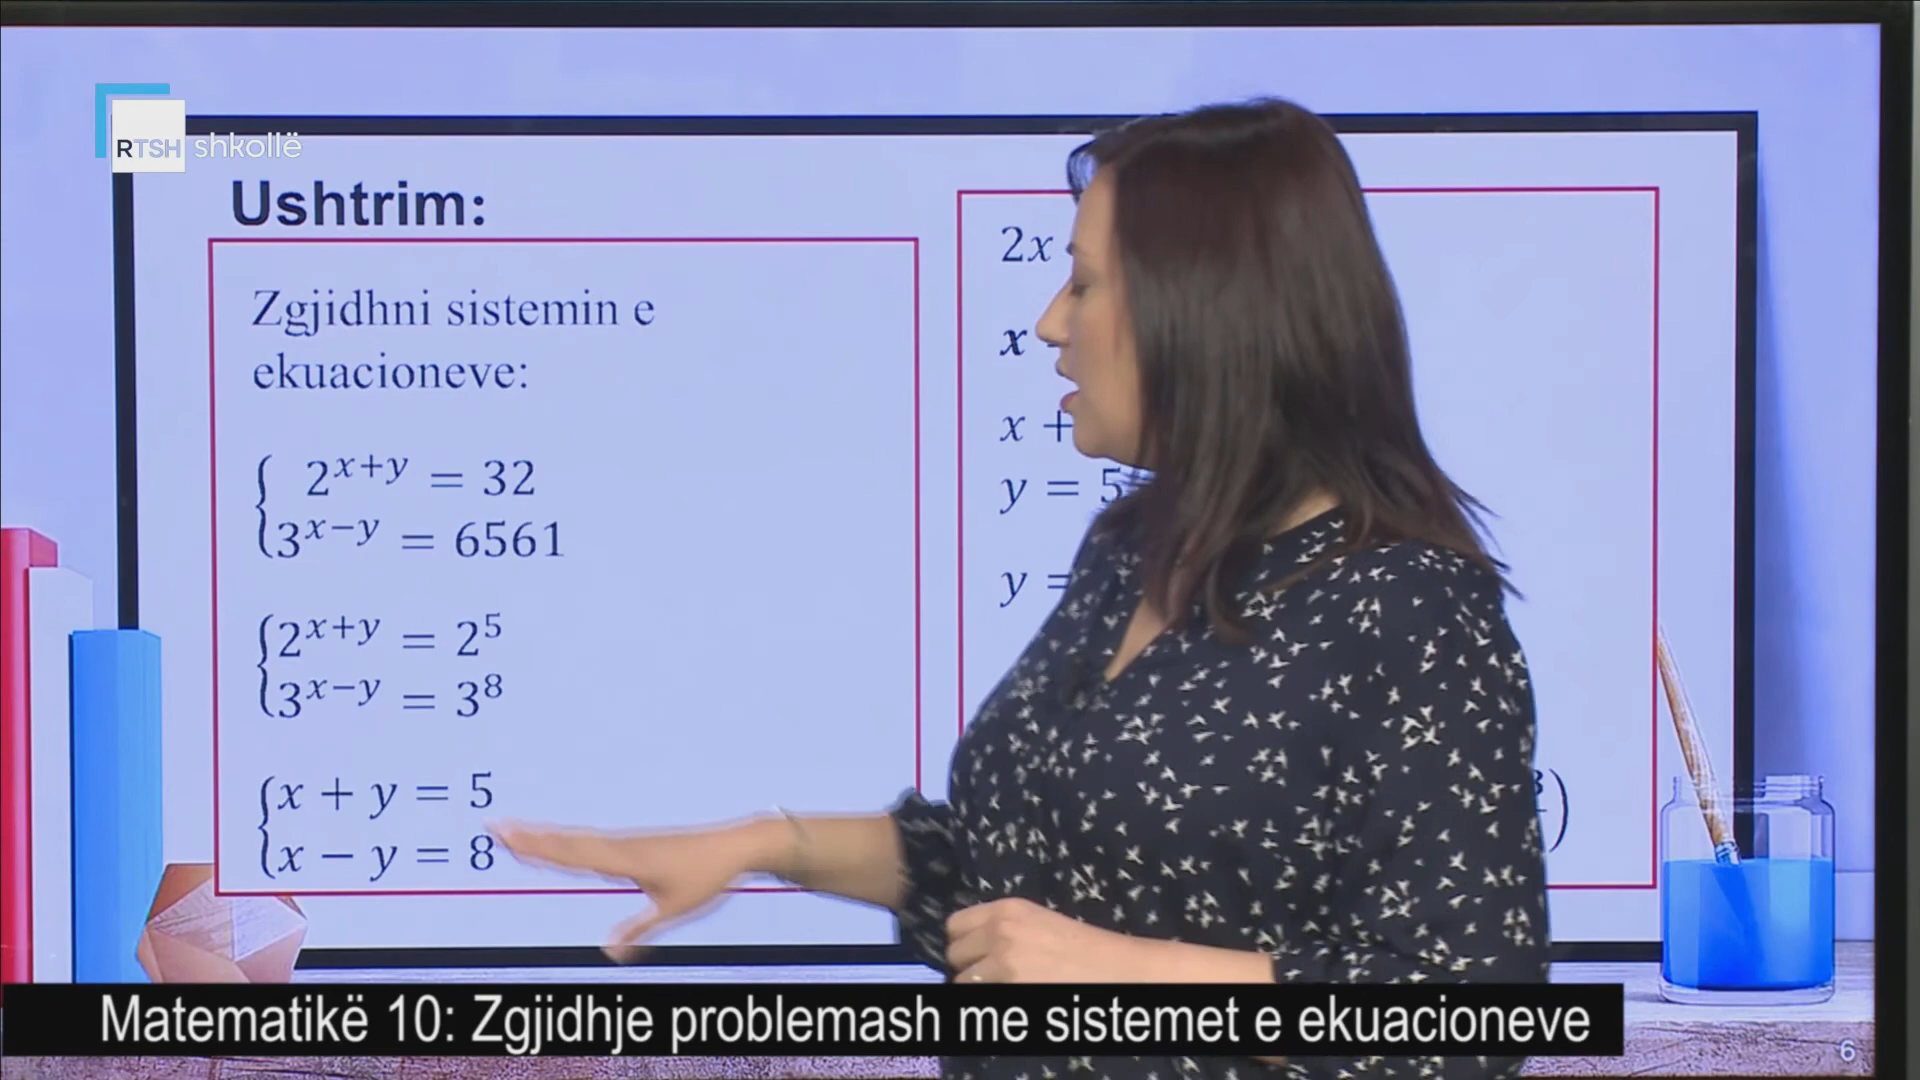 RTSH shkollë
Ushtrim:
Zgjidhni sistemin e
ekuacioneve:
2^{x+y} = 32
3^{x−y} = 6561
2^{x+y} = 2^5
3^{x−y} = 3^8
x + y = 5
x − y = 8
2x
x
x +
y = 5
y =
)
Matematikë 10: Zgjidhje problemash me sistemet e ekuacioneve
6